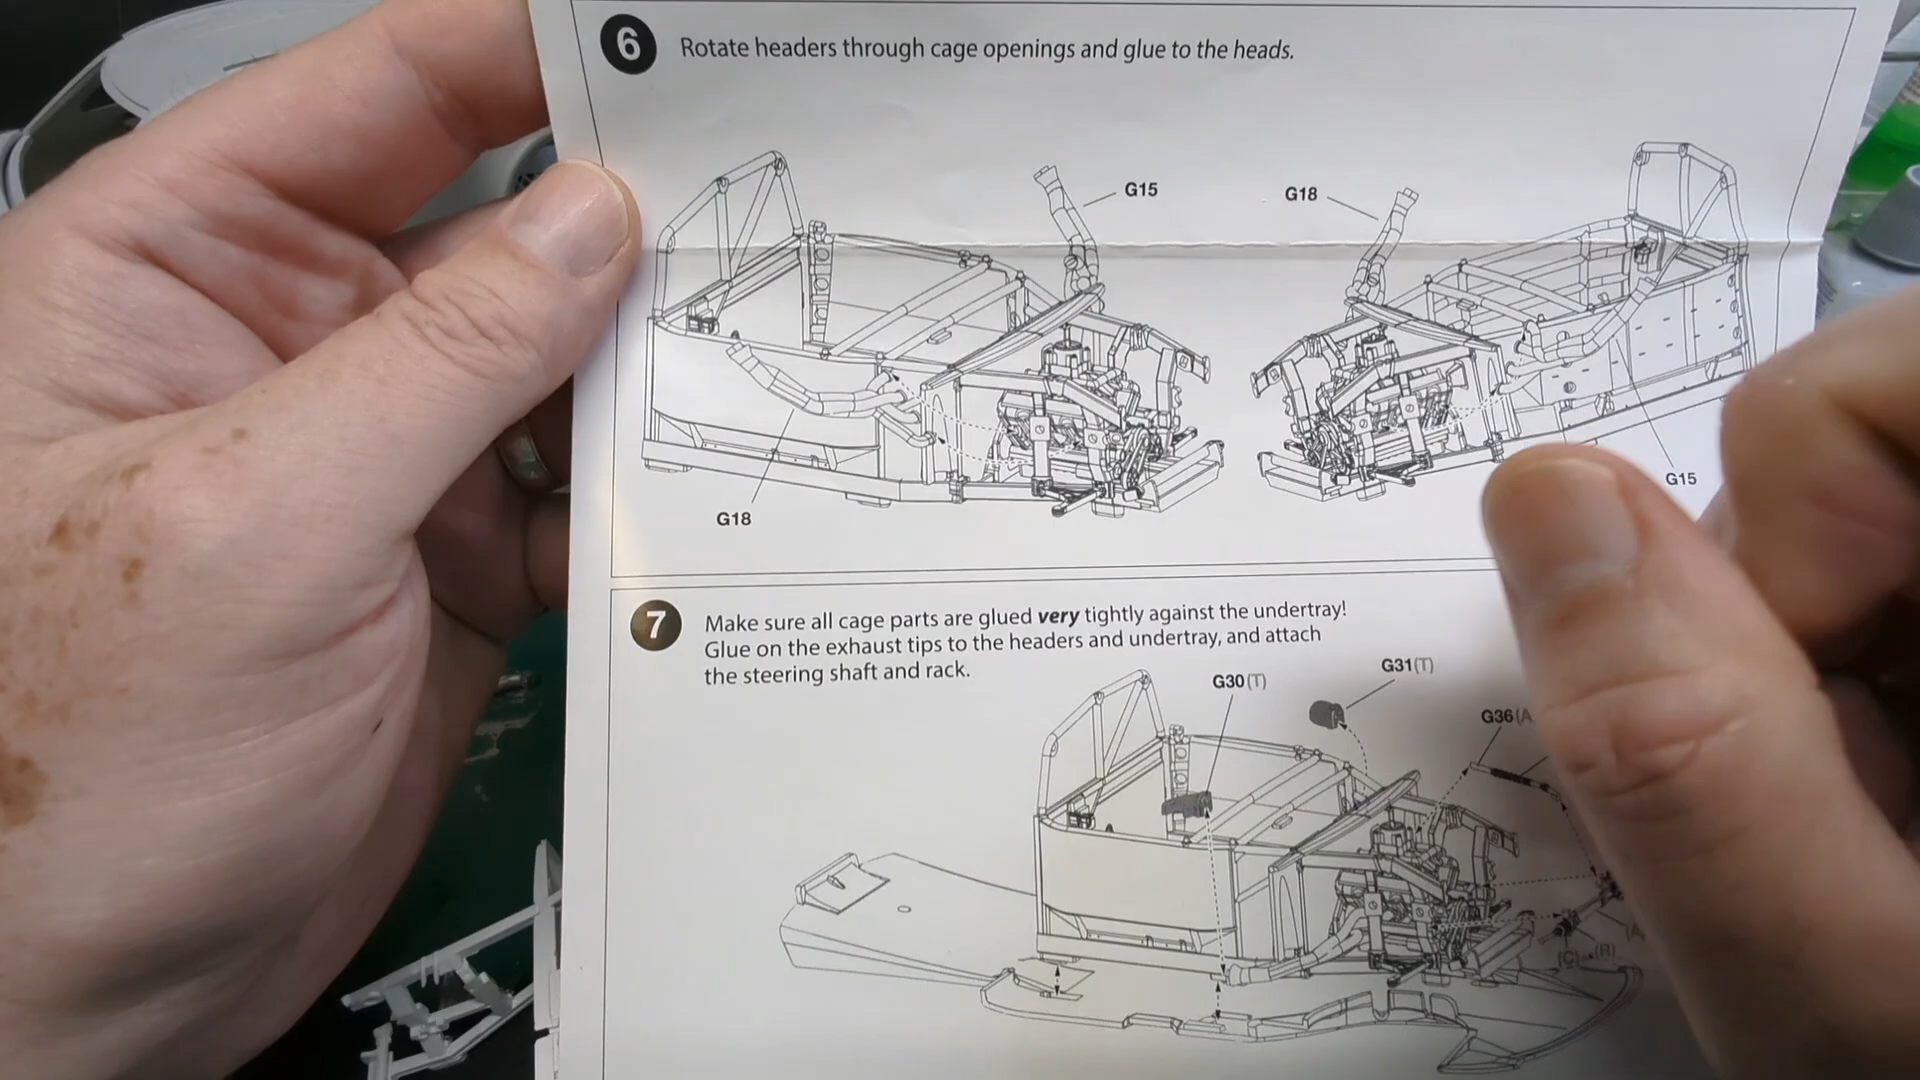 6 Rotate headers through cage openings and glue to the heads.
G15
G18
G18
G15
7 Make sure all cage parts are glued very tightly against the undertray!
Glue on the exhaust tips to the headers and undertray, and attach
the steering shaft and rack.
G30(T)
G31(T)
G36(A
(C)
(R)
(A